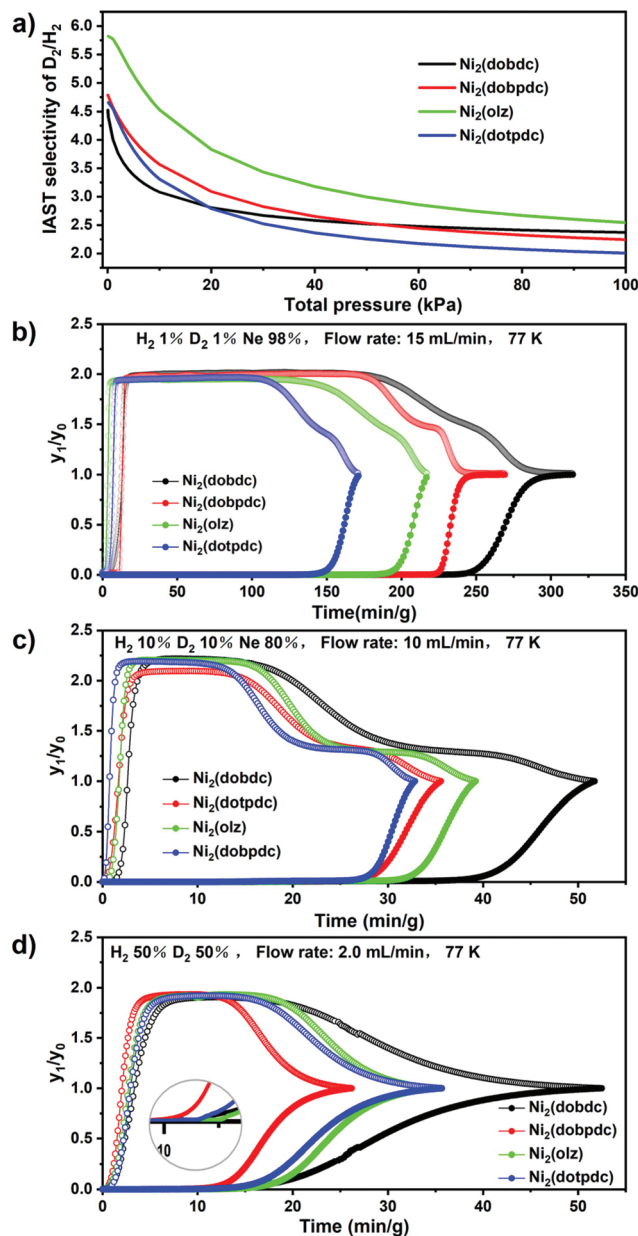 a)
IAST selectivity of D₂/H₂
6.0
5.5
5.0
4.5
4.0
3.5
3.0
2.5
2.0
Ni₂(dobdc)
Ni₂(dobpdc)
Ni₂(olz)
Ni₂(dotpdc)
0 20 40 60 80 100
Total pressure (kPa)
b)
H₂ 1% D₂ 1% Ne 98%, Flow rate: 15 mL/min, 77 K
y₁/y₀
2.5
2.0
1.5
1.0
0.5
0.0
Ni₂(dobdc)
Ni₂(dobpdc)
Ni₂(olz)
Ni₂(dotpdc)
0 50 100 150 200 250 300 350
Time(min/g)
c)
H₂ 10% D₂ 10% Ne 80%, Flow rate: 10 mL/min, 77 K
y₁/y₀
2.5
2.0
1.5
1.0
0.5
0.0
Ni₂(dobdc)
Ni₂(dotpdc)
Ni₂(olz)
Ni₂(dobpdc)
0 10 20 30 40 50
Time (min/g)
d)
H₂ 50% D₂ 50%, Flow rate: 2.0 mL/min, 77 K
y₁/y₀
2.5
2.0
1.5
1.0
0.5
0.0
10
Ni₂(dobdc)
Ni₂(dobpdc)
Ni₂(olz)
Ni₂(dotpdc)
0 10 20 30 40 50
Time (min/g)